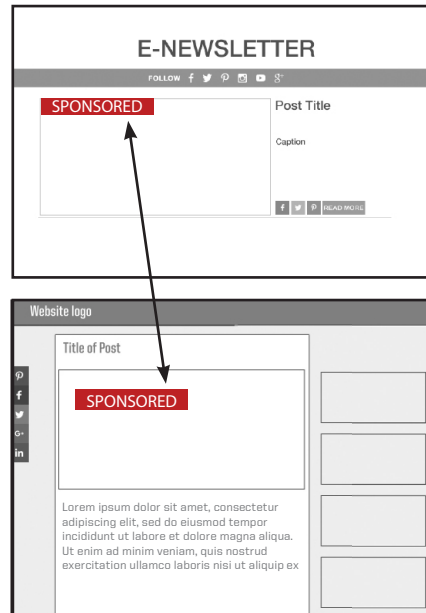 E-NEWSLETTER
FOLLOW
SPONSORED
Post Title
Caption
READ MORE
Website logo
Title of Post
SPONSORED
G+
in
Lorem ipsum dolor sit amet, consectetur
adipiscing elit, sed do eiusmod tempor
incididunt ut labore et dolore magna aliqua.
Ut enim ad minim veniam, quis nostrud
exercitation ullamco laboris nisi ut aliquip ex